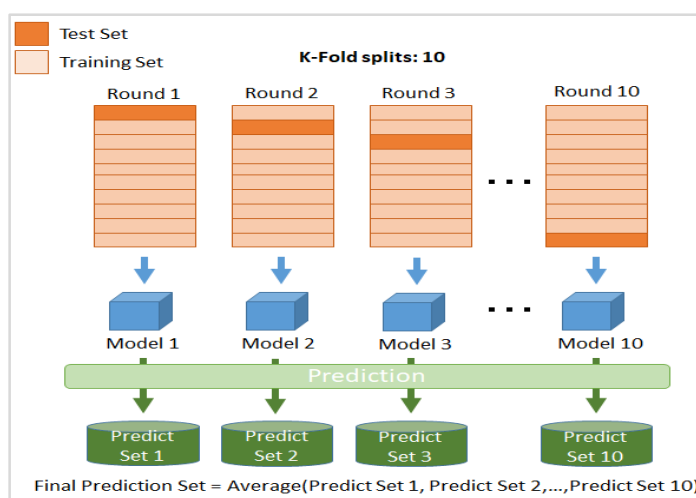 Test Set
Training Set
K-Fold splits: 10
Round 1 Round 2 Round 3 Round 10
...
Model 1 Model 2 Model 3 ... Model 10
Prediction
Predict Set 1 Predict Set 2 Predict Set 3 Predict Set 10
Final Prediction Set = Average(Predict Set 1, Predict Set 2,...,Predict Set 10)